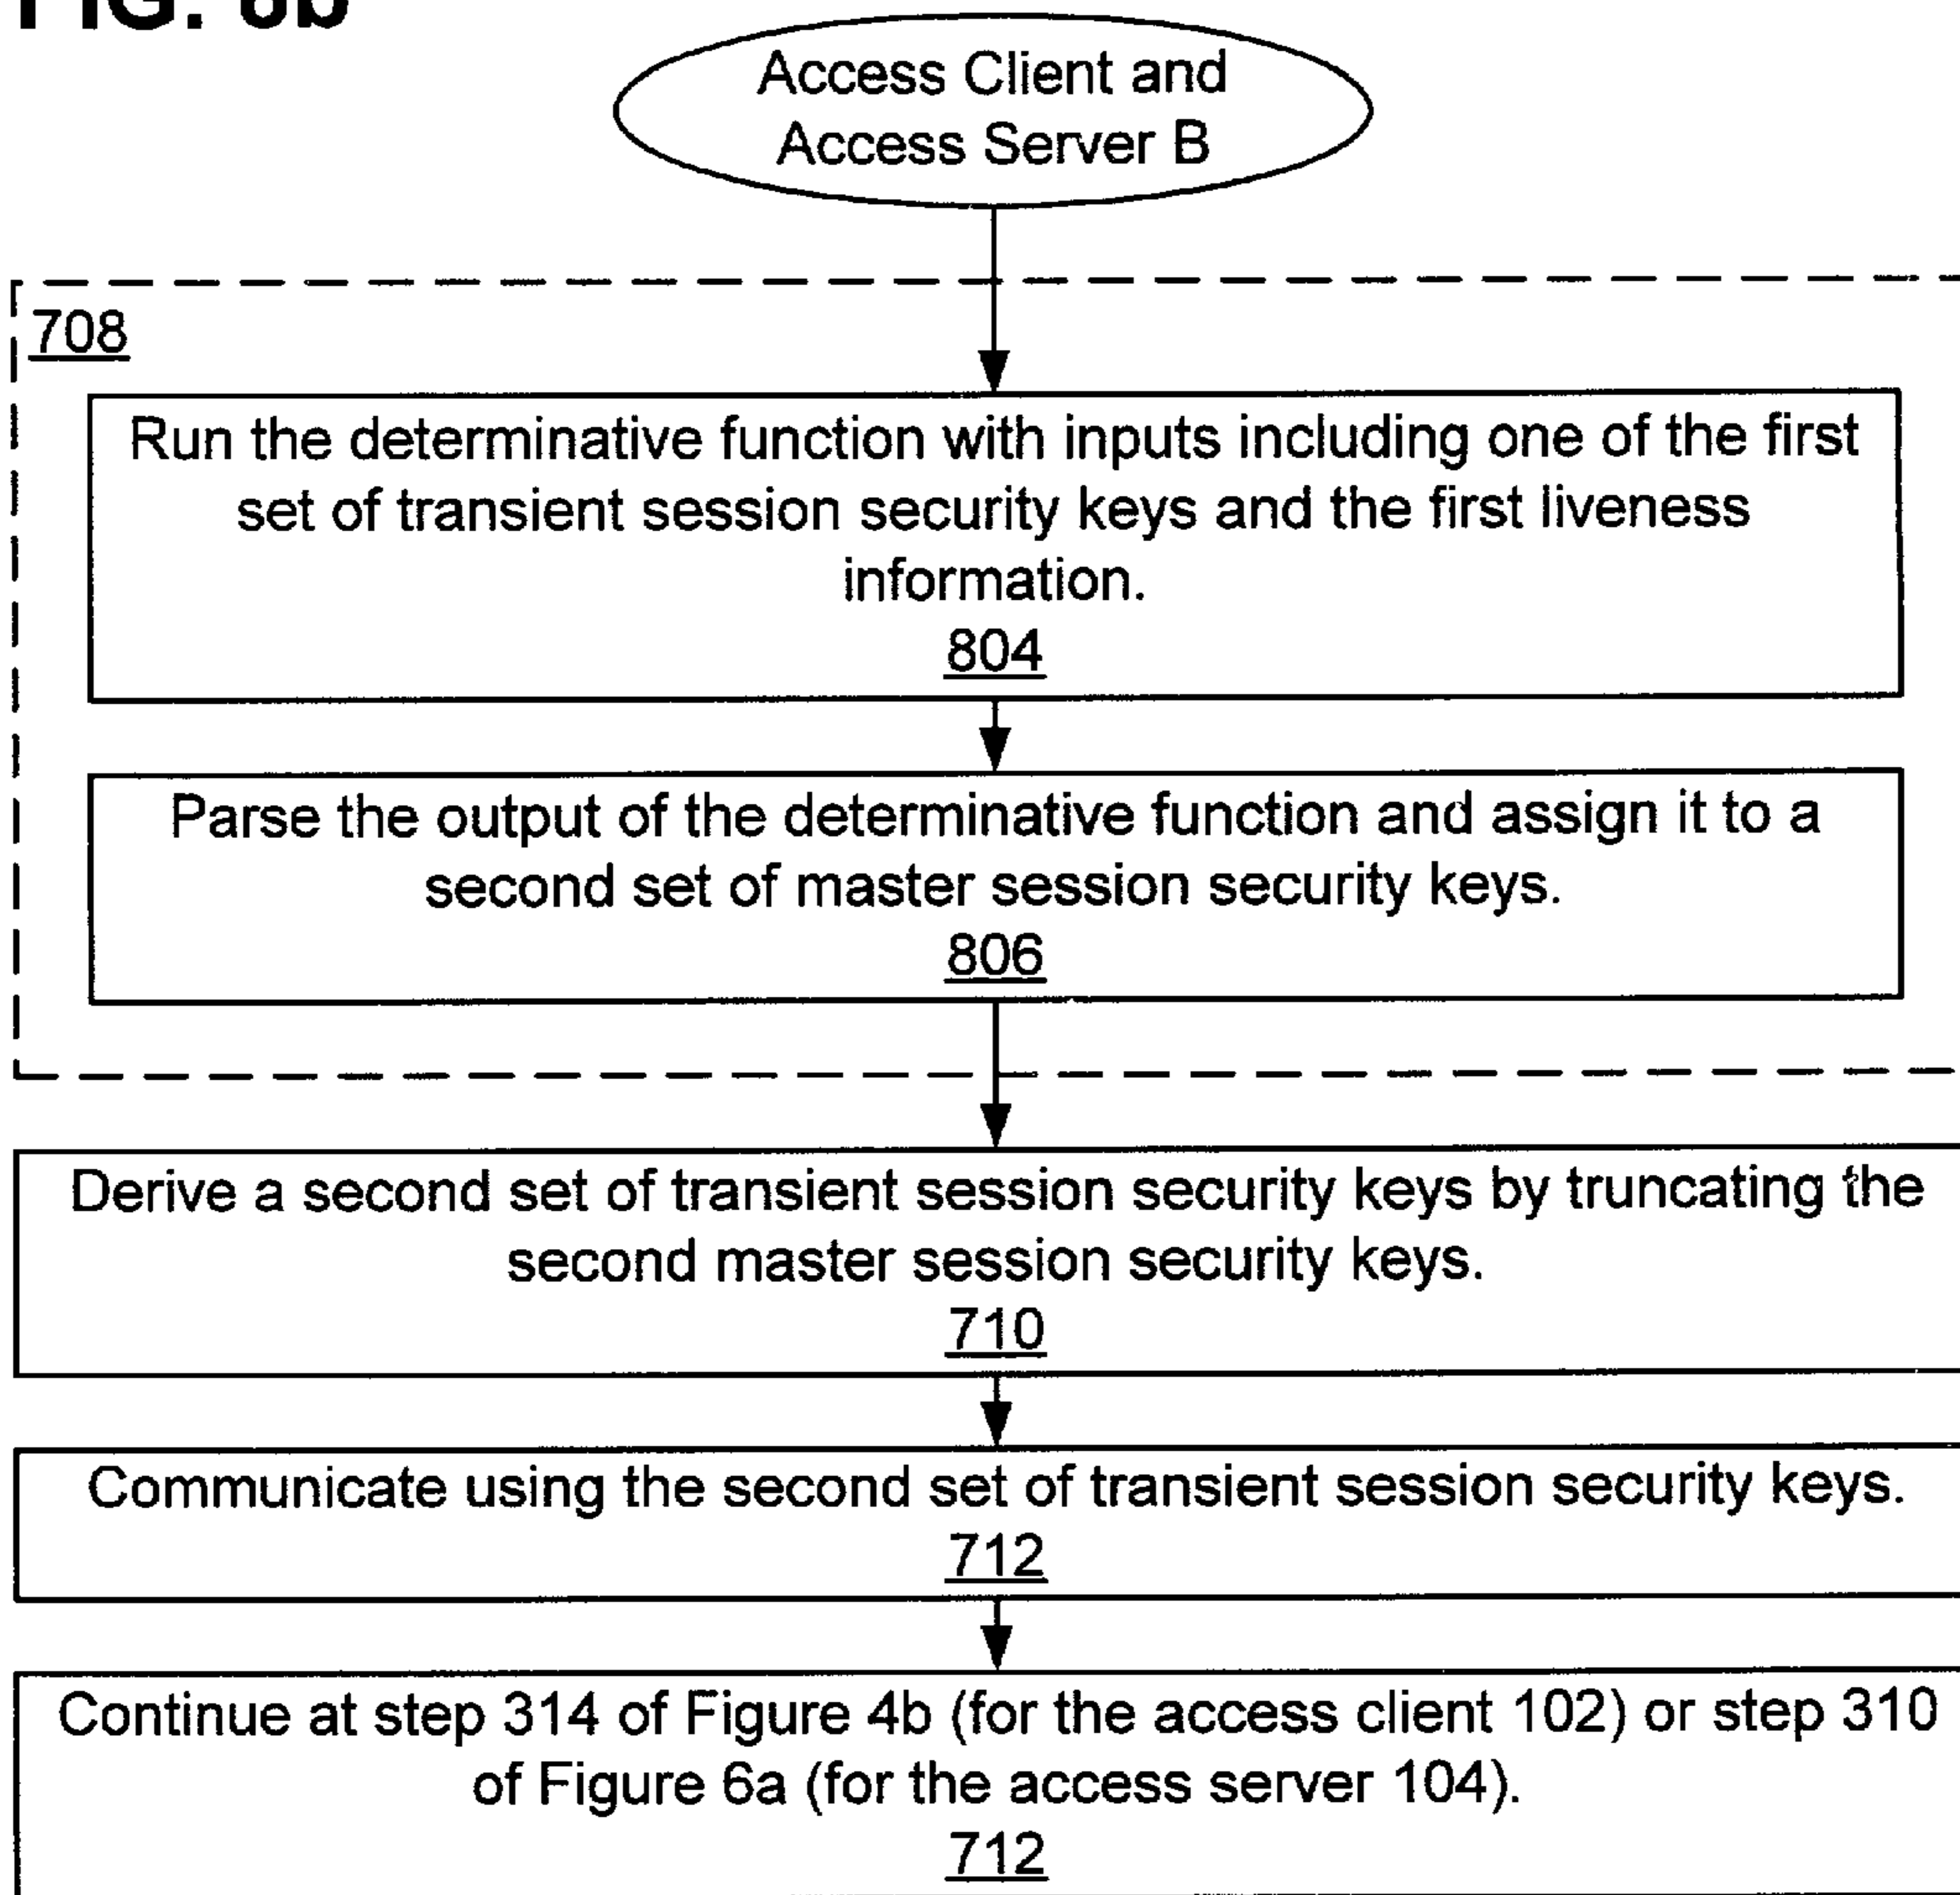 FIG. 8b
Access Client and
Access Server B
708
Run the determinative function with inputs including one of the first
set of transient session security keys and the first liveness
information.
804
Parse the output of the determinative function and assign it to a
second set of master session security keys.
806
Derive a second set of transient session security keys by truncating the
second master session security keys.
710
Communicate using the second set of transient session security keys.
712
Continue at step 314 of Figure 4b (for the access client 102) or step 310
of Figure 6a (for the access server 104).
712